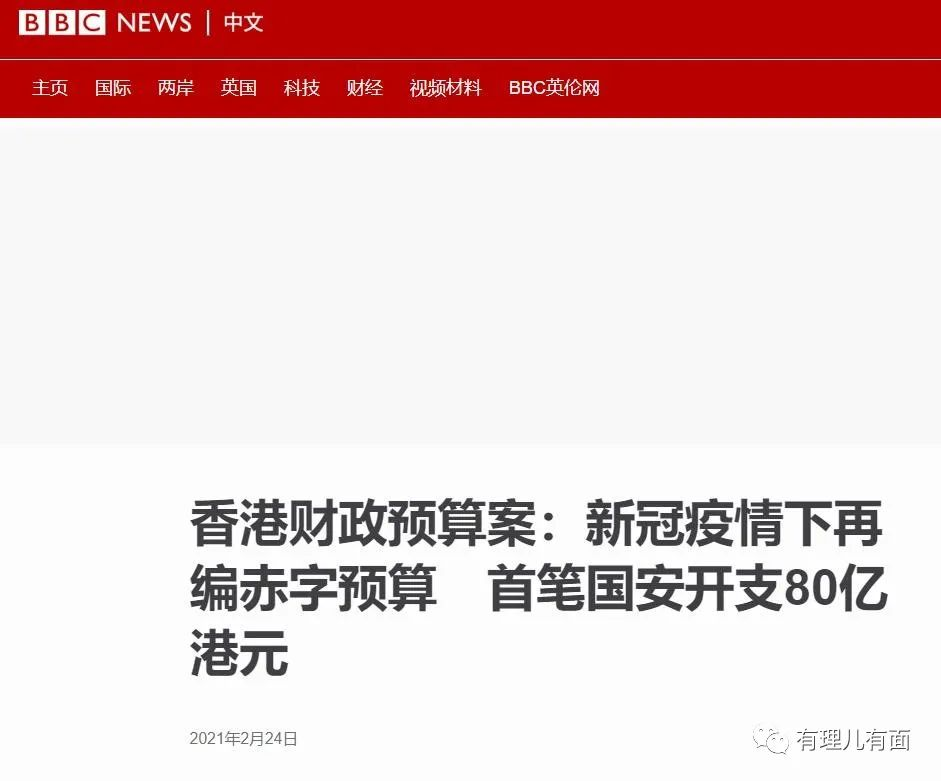 BBC NEWS | 中文
主页 国际 两岸 英国 科技 财经 视频材料 BBC英伦网
香港财政预算案：新冠疫情下再
编赤字预算　首笔国安开支80亿
港元
2021年2月24日
有理儿有面